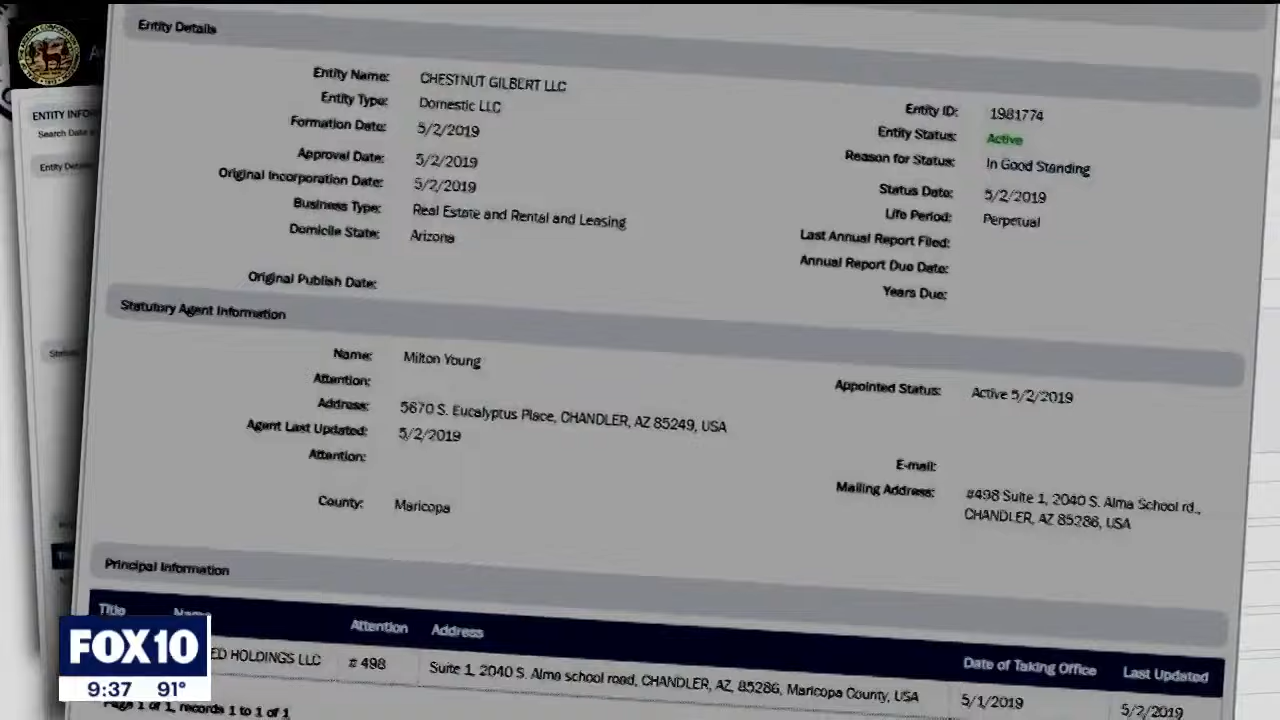 Entity Details
Entity Name: CHESTNUT GILBERT LLC
Entity Type: Domestic LLC
Formation Date: 5/2/2019
Approval Date: 5/2/2019
Original Incorporation Date: 5/2/2019
Business Type: Real Estate and Rental and Leasing
Domicile State: Arizona
Original Publish Date:
Entity ID: 1981774
Entity Status: Active
Reason for Status: In Good Standing
Status Date: 5/2/2019
Life Period: Perpetual
Last Annual Report Filed:
Annual Report Due Date:
Years Due:
Statutory Agent Information
Name: Milton Young
Attention:
Address: 5670 S. Eucalyptus Place, CHANDLER, AZ 85249, USA
Agent Last Updated: 5/2/2019
Attention:
County: Maricopa
Appointed Status: Active 5/2/2019
E-mail:
Mailing Address: #498 Suite 1, 2040 S. Alma School rd.,
CHANDLER, AZ 85286, USA
Principal Information
Title Name Attention Address Date of Taking Office Last Updated
ED HOLDINGS LLC # 498 Suite 1, 2040 S. Alma school road, CHANDLER, AZ, 85286, Maricopa County, USA 5/1/2019 5/2/2019
Page 1 of 1, records 1 to 1 of 1
ENTITY INFO
Search Date
Entity Deta
FOX 10
9:37 91°